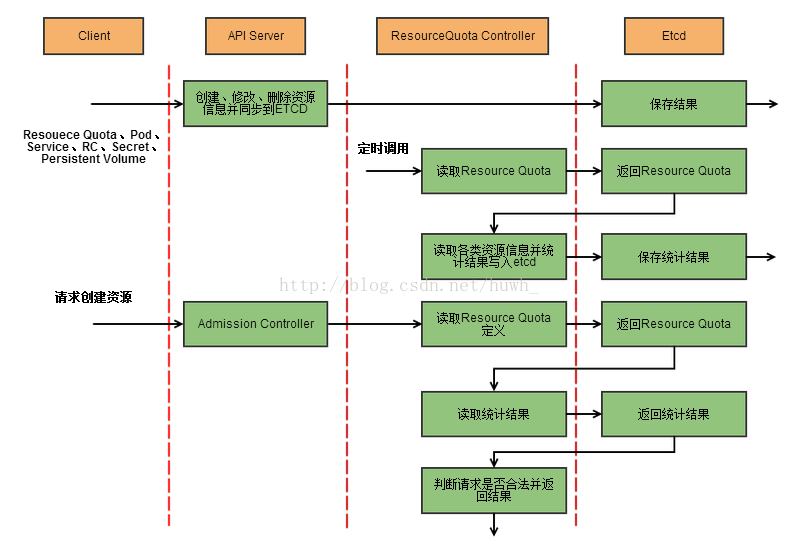 Client
API Server
ResourceQuota Controller
Etcd
创建、修改、删除资源
信息并同步到ETCD
保存结果
Resouece Quota、Pod、
Service、RC、Secret、
Persistent Volume
定时调用
读取Resource Quota
返回Resource Quota
读取各类资源信息并统
计结果写入etcd
保存统计结果
http://blog.csdn.net/huwh_
请求创建资源
Admission Controller
读取Resource Quota
定义
返回Resource Quota
读取统计结果
返回统计结果
判断请求是否合法并返
回结果